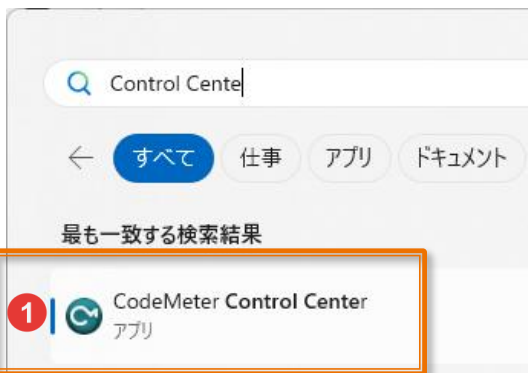 Control Cente
すべて 仕事 アプリ ドキュメント
最も一致する検索結果
1
CodeMeter Control Center
アプリ